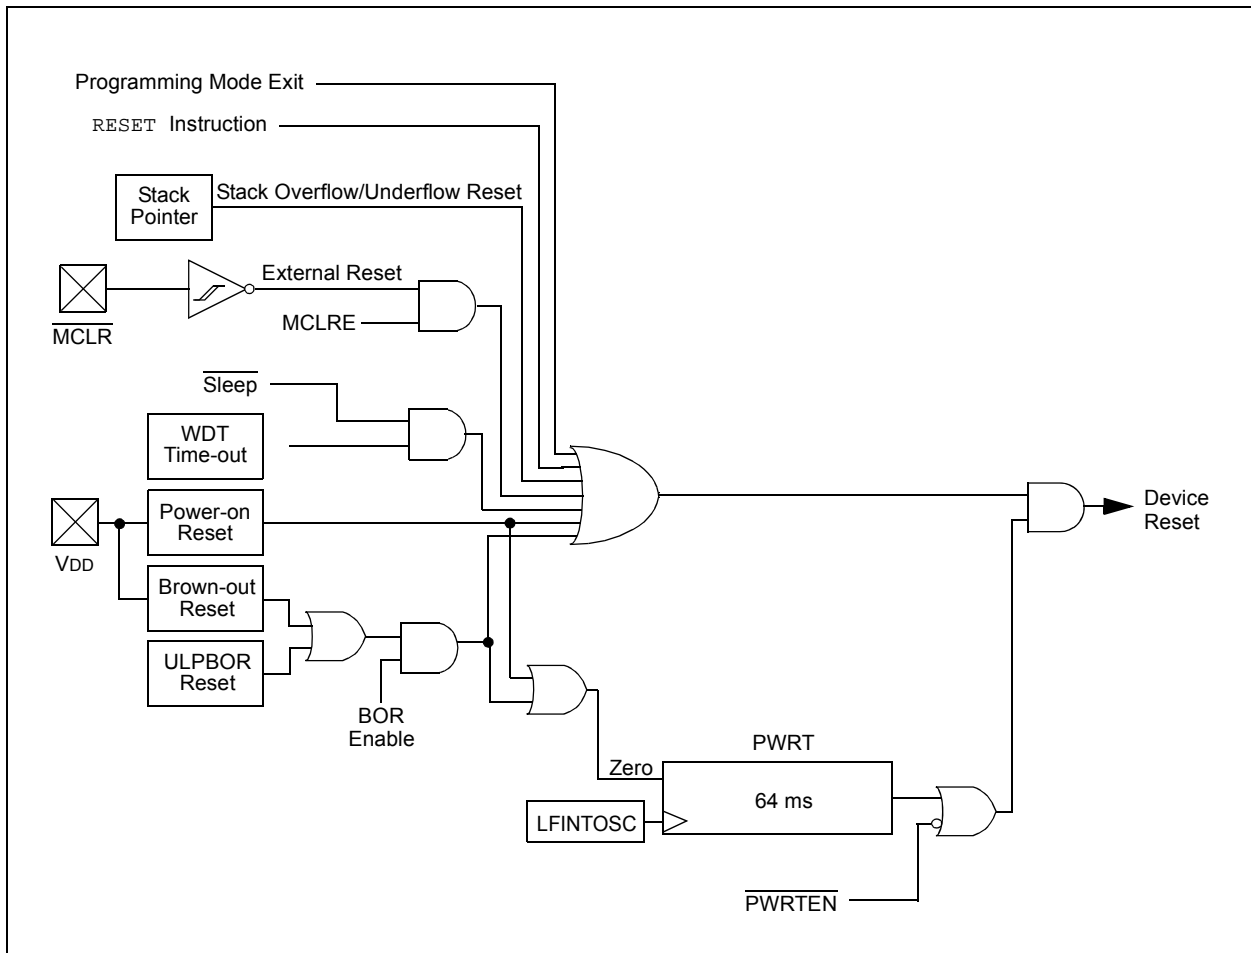 Programming Mode Exit
RESET Instruction
Stack
Pointer
Stack Overflow/Underflow Reset
External Reset
MCLR
MCLRE
Sleep
WDT
Time-out
Power-on
Reset
VDD
Device
Reset
Brown-out
Reset
ULPBOR
Reset
BOR
Enable
PWRT
Zero
64 ms
LFINTOSC
PWRTEN